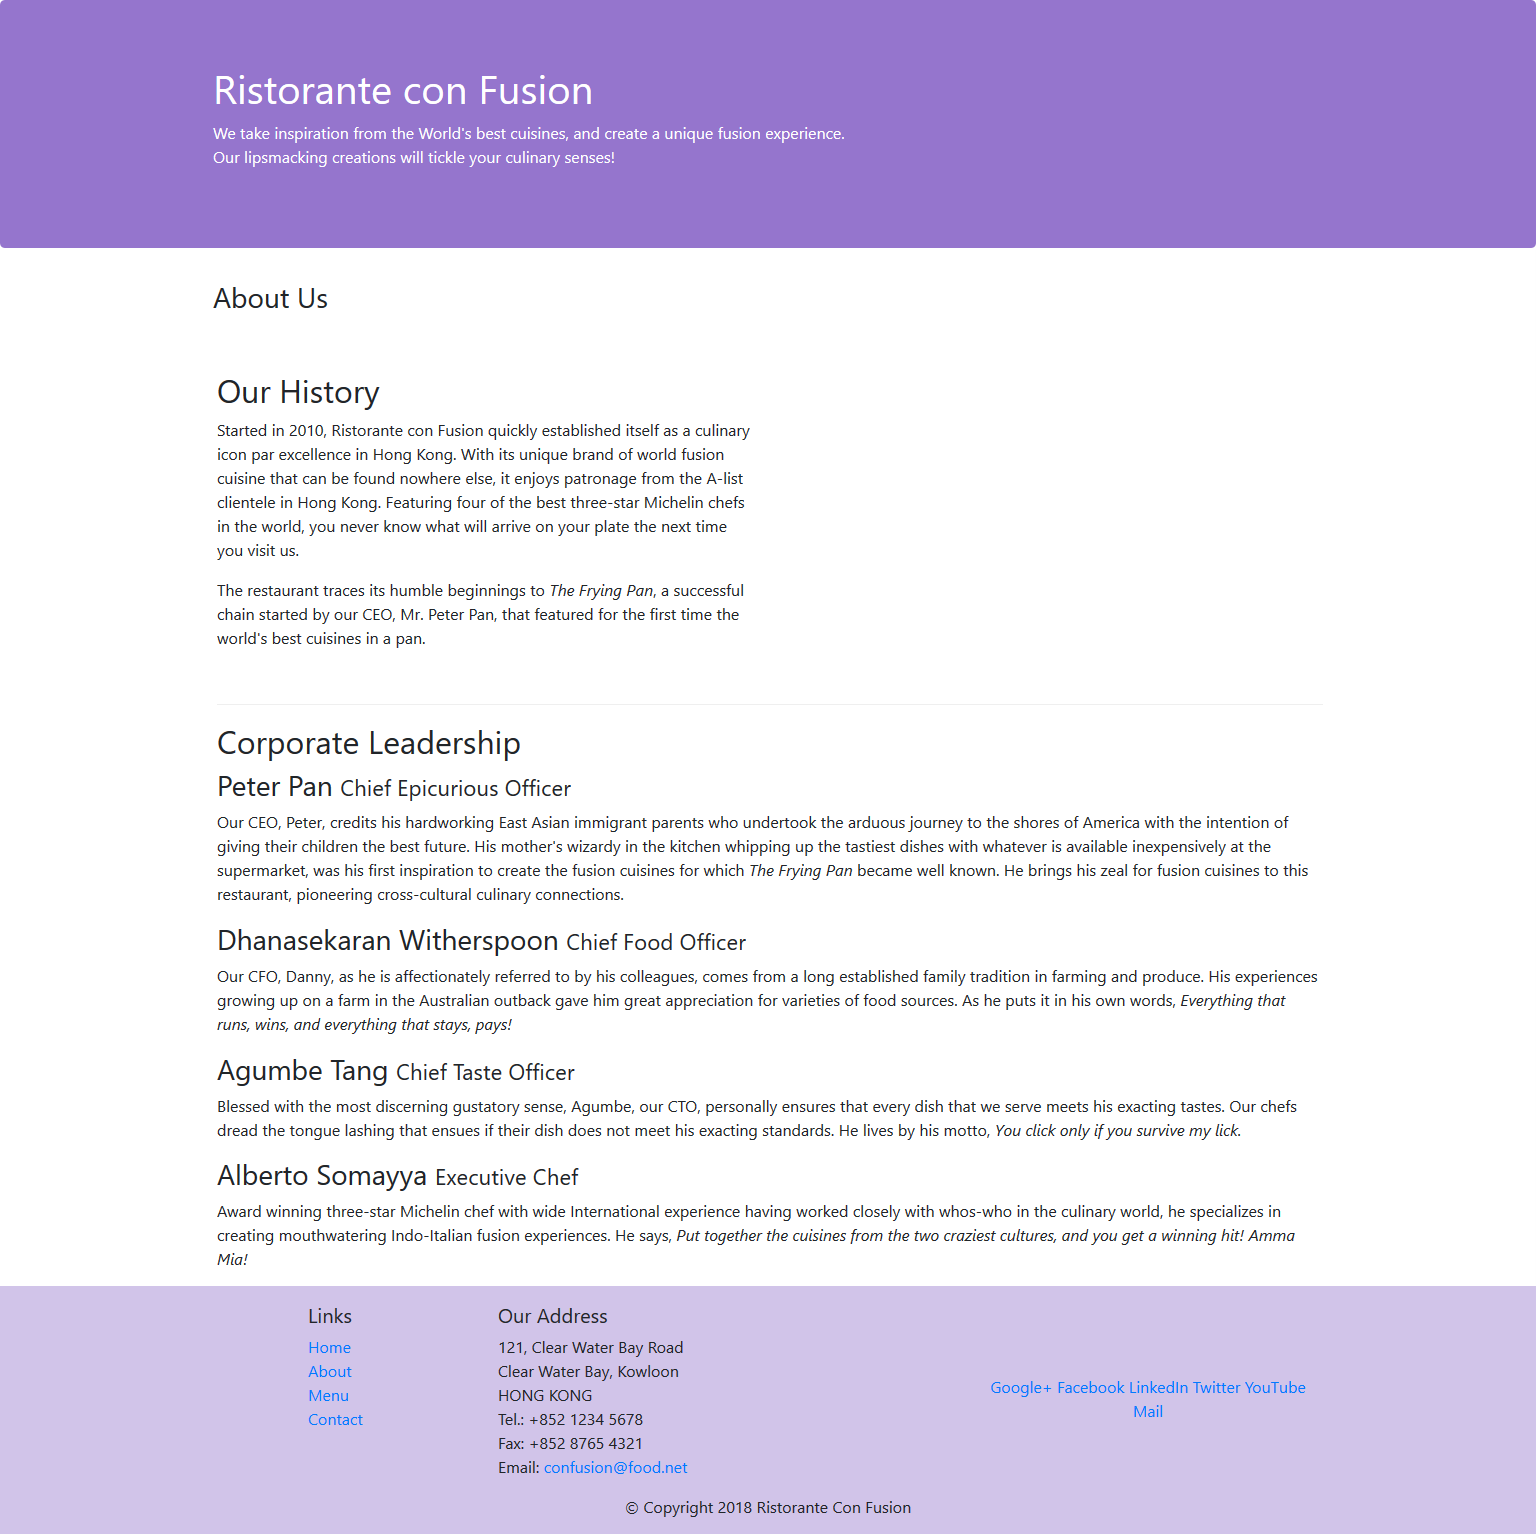 Ristorante con Fusion
We take inspiration from the World's best cuisines, and create a unique fusion experience.
Our lipsmacking creations will tickle your culinary senses!
About Us
Our History
Started in 2010, Ristorante con Fusion quickly established itself as a culinary
icon par excellence in Hong Kong. With its unique brand of world fusion
cuisine that can be found nowhere else, it enjoys patronage from the A-list
clientele in Hong Kong. Featuring four of the best three-star Michelin chefs
in the world, you never know what will arrive on your plate the next time
you visit us.
The restaurant traces its humble beginnings to The Frying Pan, a successful
chain started by our CEO, Mr. Peter Pan, that featured for the first time the
world's best cuisines in a pan.
Corporate Leadership
Peter Pan Chief Epicurious Officer
Our CEO, Peter, credits his hardworking East Asian immigrant parents who undertook the arduous journey to the shores of America with the intention of
giving their children the best future. His mother's wizardy in the kitchen whipping up the tastiest dishes with whatever is available inexpensively at the
supermarket, was his first inspiration to create the fusion cuisines for which The Frying Pan became well known. He brings his zeal for fusion cuisines to this
restaurant, pioneering cross-cultural culinary connections.
Dhanasekaran Witherspoon Chief Food Officer
Our CFO, Danny, as he is affectionately referred to by his colleagues, comes from a long established family tradition in farming and produce. His experiences
growing up on a farm in the Australian outback gave him great appreciation for varieties of food sources. As he puts it in his own words, Everything that
runs, wins, and everything that stays, pays!
Agumbe Tang Chief Taste Officer
Blessed with the most discerning gustatory sense, Agumbe, our CTO, personally ensures that every dish that we serve meets his exacting tastes. Our chefs
dread the tongue lashing that ensues if their dish does not meet his exacting standards. He lives by his motto, You click only if you survive my lick.
Alberto Somayya Executive Chef
Award winning three-star Michelin chef with wide International experience having worked closely with whos-who in the culinary world, he specializes in
creating mouthwatering Indo-Italian fusion experiences. He says, Put together the cuisines from the two craziest cultures, and you get a winning hit! Amma
Mia!
Links
Home
About
Menu
Contact
Our Address
121, Clear Water Bay Road
Clear Water Bay, Kowloon
HONG KONG
Tel.: +852 1234 5678
Fax: +852 8765 4321
Email: confusion@food.net
Google+ Facebook LinkedIn Twitter YouTube
Mail
© Copyright 2018 Ristorante Con Fusion